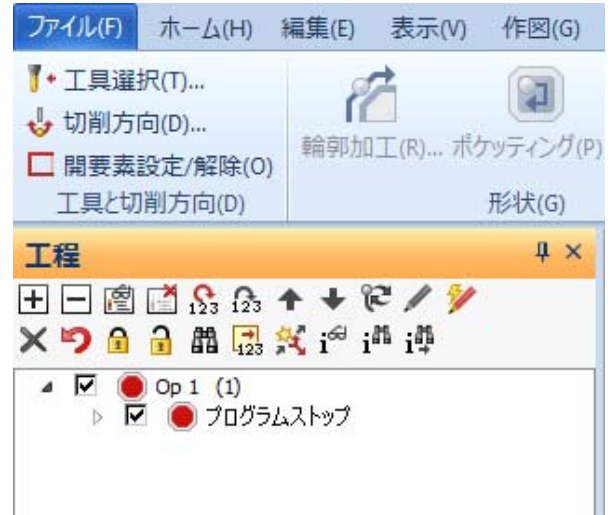 ファイル(F) ホーム(H) 編集(E) 表示(V) 作図(G)
工具選択(T)...
切削方向(D)...
開要素設定/解除(O)
輪郭加工(R)... ポケッティング(P)
工具と切削方向(D) 形状(G)
工程
123 123
123 i i i
Op 1 (1)
プログラムストップ